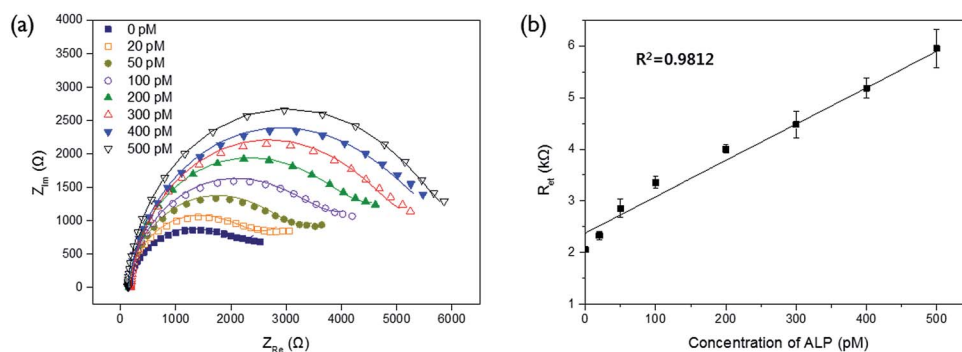 (a)
4000
3500
3000
2500
2000
1500
1000
500
0
Z_Im (Ω)
0 pM
20 pM
50 pM
100 pM
200 pM
300 pM
400 pM
500 pM
0 1000 2000 3000 4000 5000 6000
Z_Re (Ω)
(b)
6
5
4
3
2
1
R_et (kΩ)
R²=0.9812
0 100 200 300 400 500
Concentration of ALP (pM)